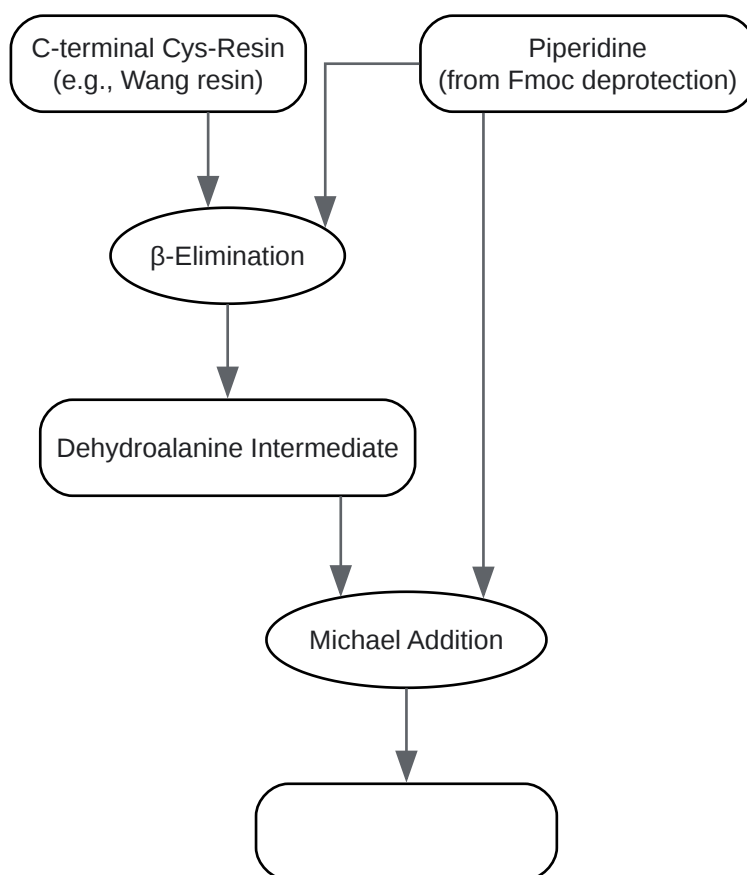 C-terminal Cys-Resin
(e.g., Wang resin)
Piperidine
(from Fmoc deprotection)
β-Elimination
Dehydroalanine Intermediate
Michael Addition